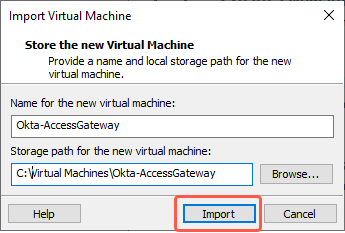 Import Virtual Machine
Store the new Virtual Machine
Provide a name and local storage path for the new
virtual machine.
Name for the new virtual machine:
Okta-AccessGateway
Storage path for the new virtual machine:
C:\Virtual Machines\Okta-AccessGateway
Browse...
Help
Import
Cancel